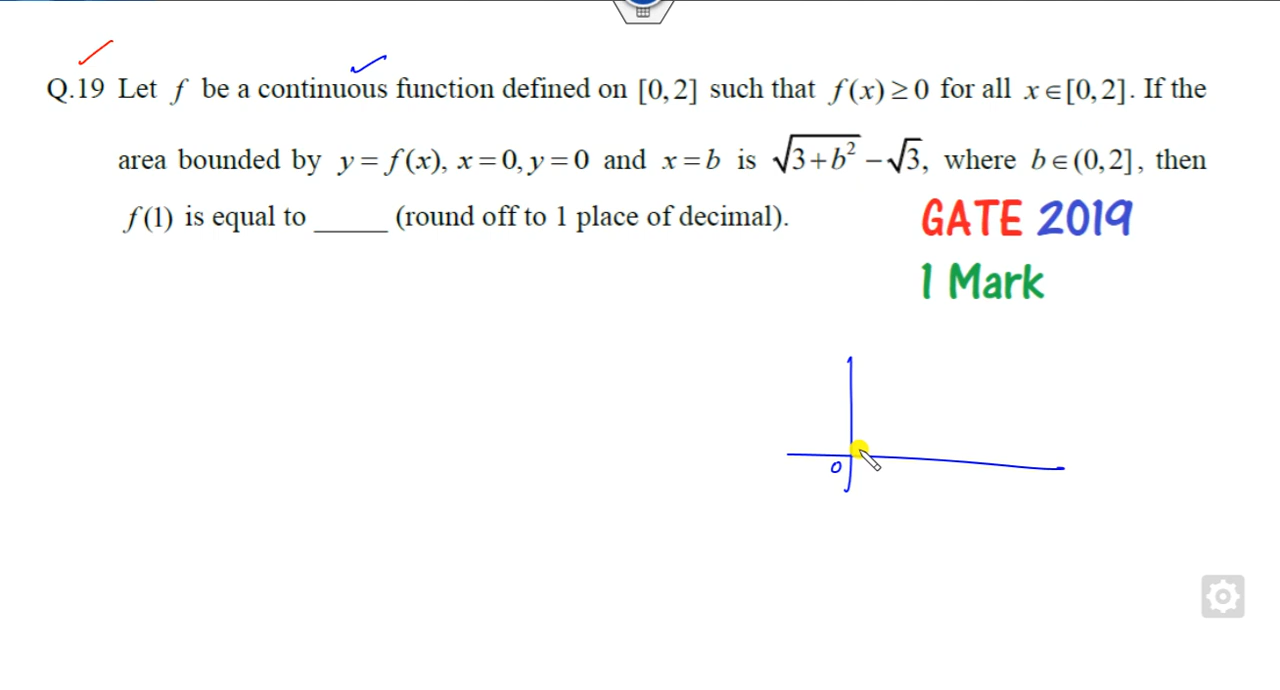 Q.19 Let f be a continuous function defined on [0,2] such that f(x)≥0 for all x∈[0,2]. If the
area bounded by y=f(x), x=0, y=0 and x=b is √(3+b²)−√3, where b∈(0,2], then
f(1) is equal to _____ (round off to 1 place of decimal).
GATE 2019
1 Mark
0